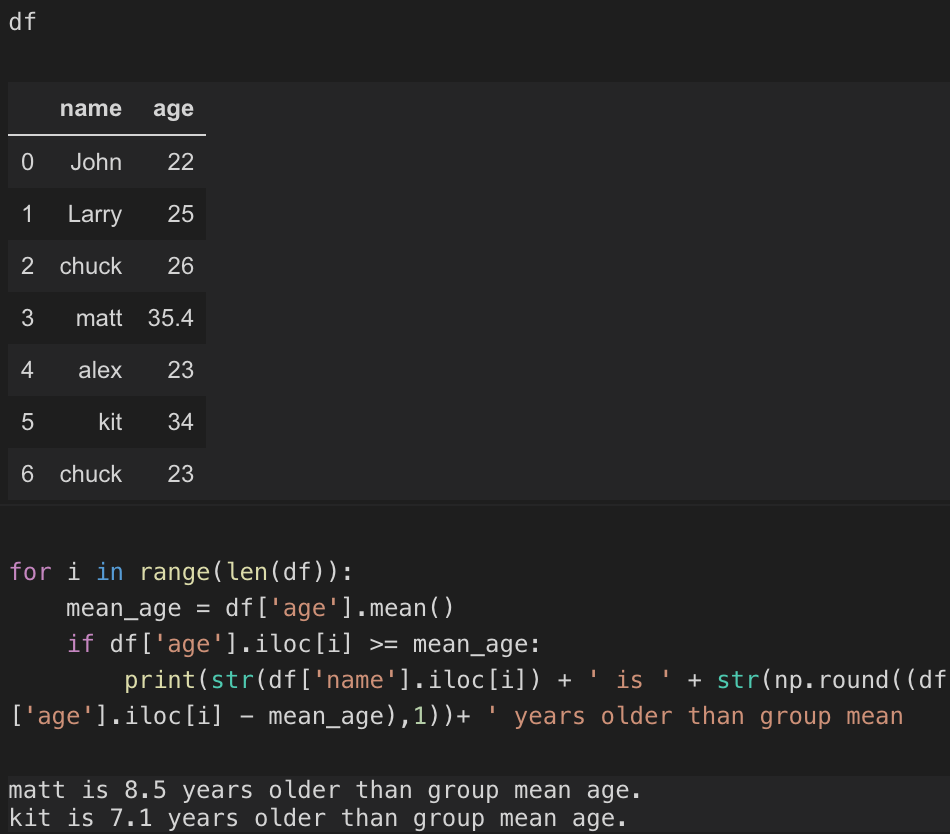 df
name age
0 John 22
1 Larry 25
2 chuck 26
3 matt 35.4
4 alex 23
5 kit 34
6 chuck 23
for i in range(len(df)):
    mean_age = df['age'].mean()
    if df['age'].iloc[i] >= mean_age:
        print(str(df['name'].iloc[i]) + ' is ' + str(np.round((df
['age'].iloc[i] - mean_age),1))+ ' years older than group mean
matt is 8.5 years older than group mean age.
kit is 7.1 years older than group mean age.